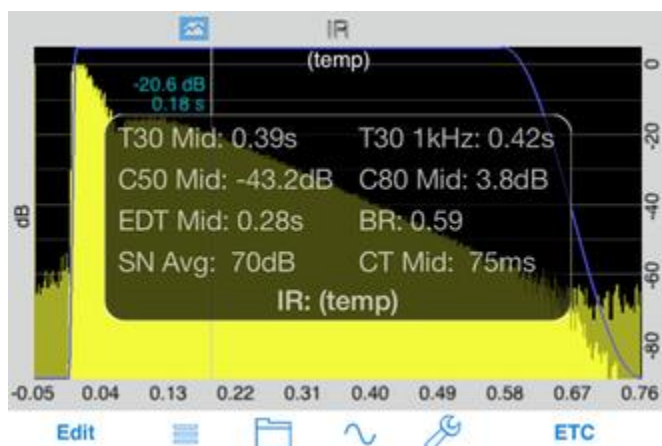 IR
(temp)
-20.6 dB
0.18 s
T30 Mid: 0.39s T30 1kHz: 0.42s
C50 Mid: -43.2dB C80 Mid: 3.8dB
EDT Mid: 0.28s BR: 0.59
SN Avg: 70dB CT Mid: 75ms
IR: (temp)
dB
0
-20
-40
-60
-80
-0.05 0.04 0.13 0.22 0.31 0.40 0.49 0.58 0.67 0.76
Edit ETC